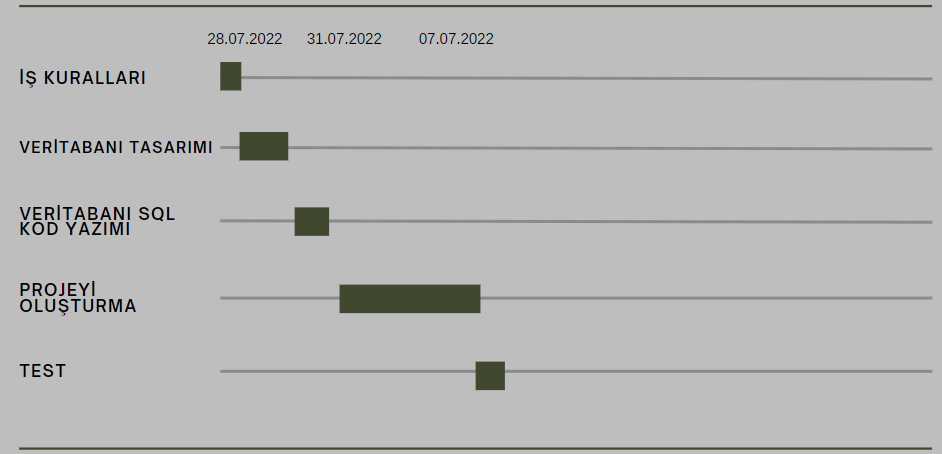 28.07.2022 31.07.2022 07.07.2022
İŞ KURALLARI
VERİTABANI TASARIMI
VERİTABANI SQL
KOD YAZIMI
PROJEYİ
OLUŞTURMA
TEST